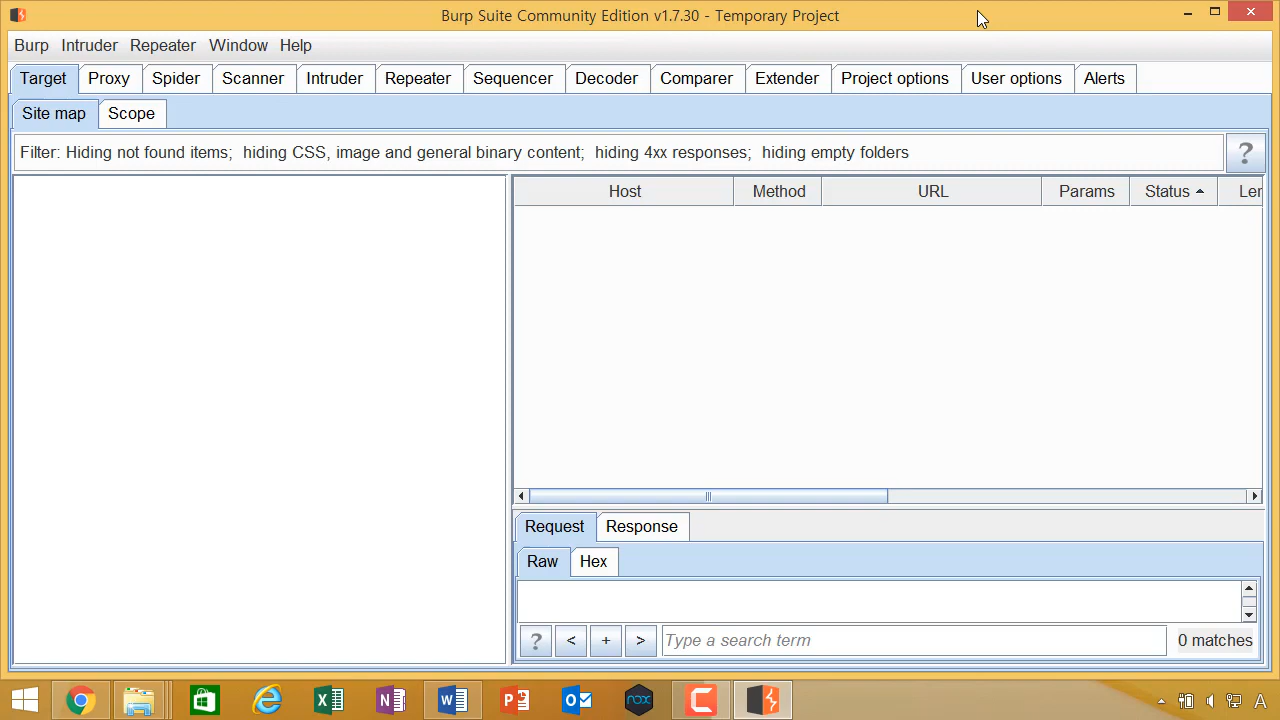 Burp Suite Community Edition v1.7.30 - Temporary Project
Burp Intruder Repeater Window Help
Target Proxy Spider Scanner Intruder Repeater Sequencer Decoder Comparer Extender Project options User options Alerts
Site map Scope
Filter: Hiding not found items; hiding CSS, image and general binary content; hiding 4xx responses; hiding empty folders
?
Host Method URL Params Status Ler
Request Response
Raw Hex
? < + > Type a search term 0 matches
nox A